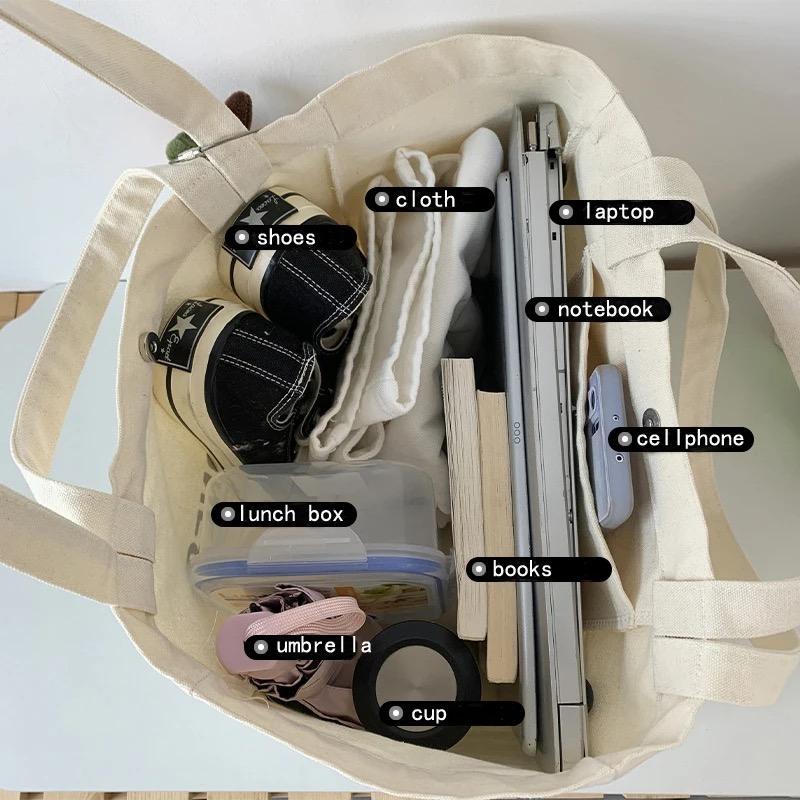 cloth
laptop
shoes
notebook
cellphone
lunch box
books
umbrella
cup